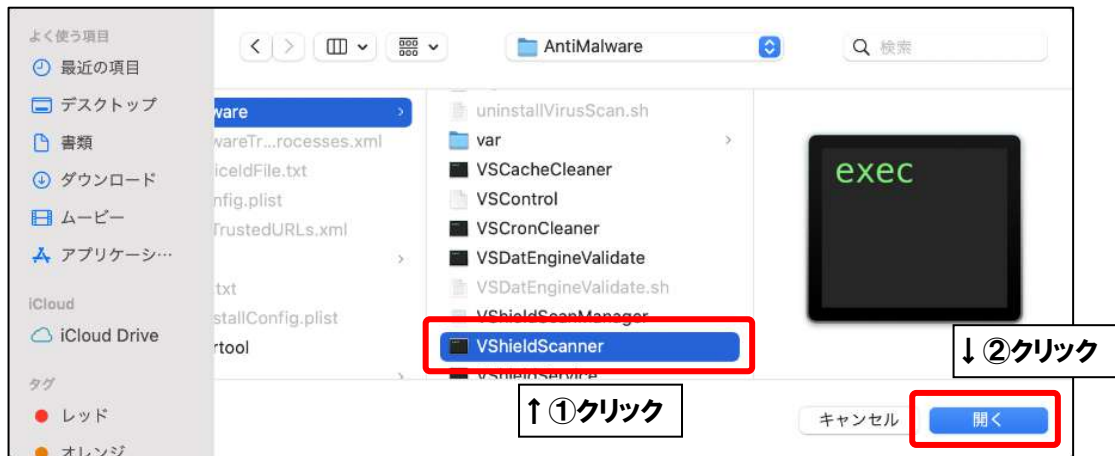 よく使う項目
最近の項目
デスクトップ
書類
ダウンロード
ムービー
アプリケーシ…
iCloud
iCloud Drive
タグ
レッド
オレンジ
AntiMalware
検索
ware
wareTr...rocesses.xml
iceIdFile.txt
nfig.plist
TrustedURLs.xml
txt
stallConfig.plist
rtool
uninstallVirusScan.sh
var
VSCacheCleaner
VSControl
VSCronCleaner
VSDatEngineValidate
VSDatEngineValidate.sh
VShieldScanManager
VShieldScanner
VShieldService
exec
↑①クリック
↓②クリック
キャンセル
開く